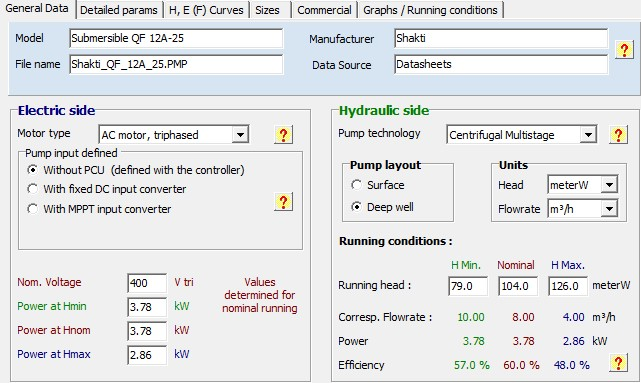 General Data Detailed params H, E (F) Curves Sizes Commercial Graphs / Running conditions
Model Submersible QF 12A-25 Manufacturer Shakti ?
File name Shakti_QF_12A_25.PMP Data Source Datasheets
Electric side
Motor type AC motor, triphased ?
Pump input defined
Without PCU (defined with the controller)
With fixed DC input converter
With MPPT input converter ?
Nom. Voltage 400 V tri
Power at Hmin 3.78 kW
Power at Hnom 3.78 kW
Power at Hmax 2.86 kW
Values
determined for
nominal running
Hydraulic side
Pump technology Centrifugal Multistage ?
Pump layout
Surface
Deep well
Units
Head meterW
Flowrate m³/h
Running conditions :
H Min. Nominal H Max.
Running head : 79.0 104.0 126.0 meterW
Corresp. Flowrate : 10.00 8.00 4.00 m³/h
Power 3.78 3.78 2.86 kW
Efficiency 57.0 % 60.0 % 48.0 % ?